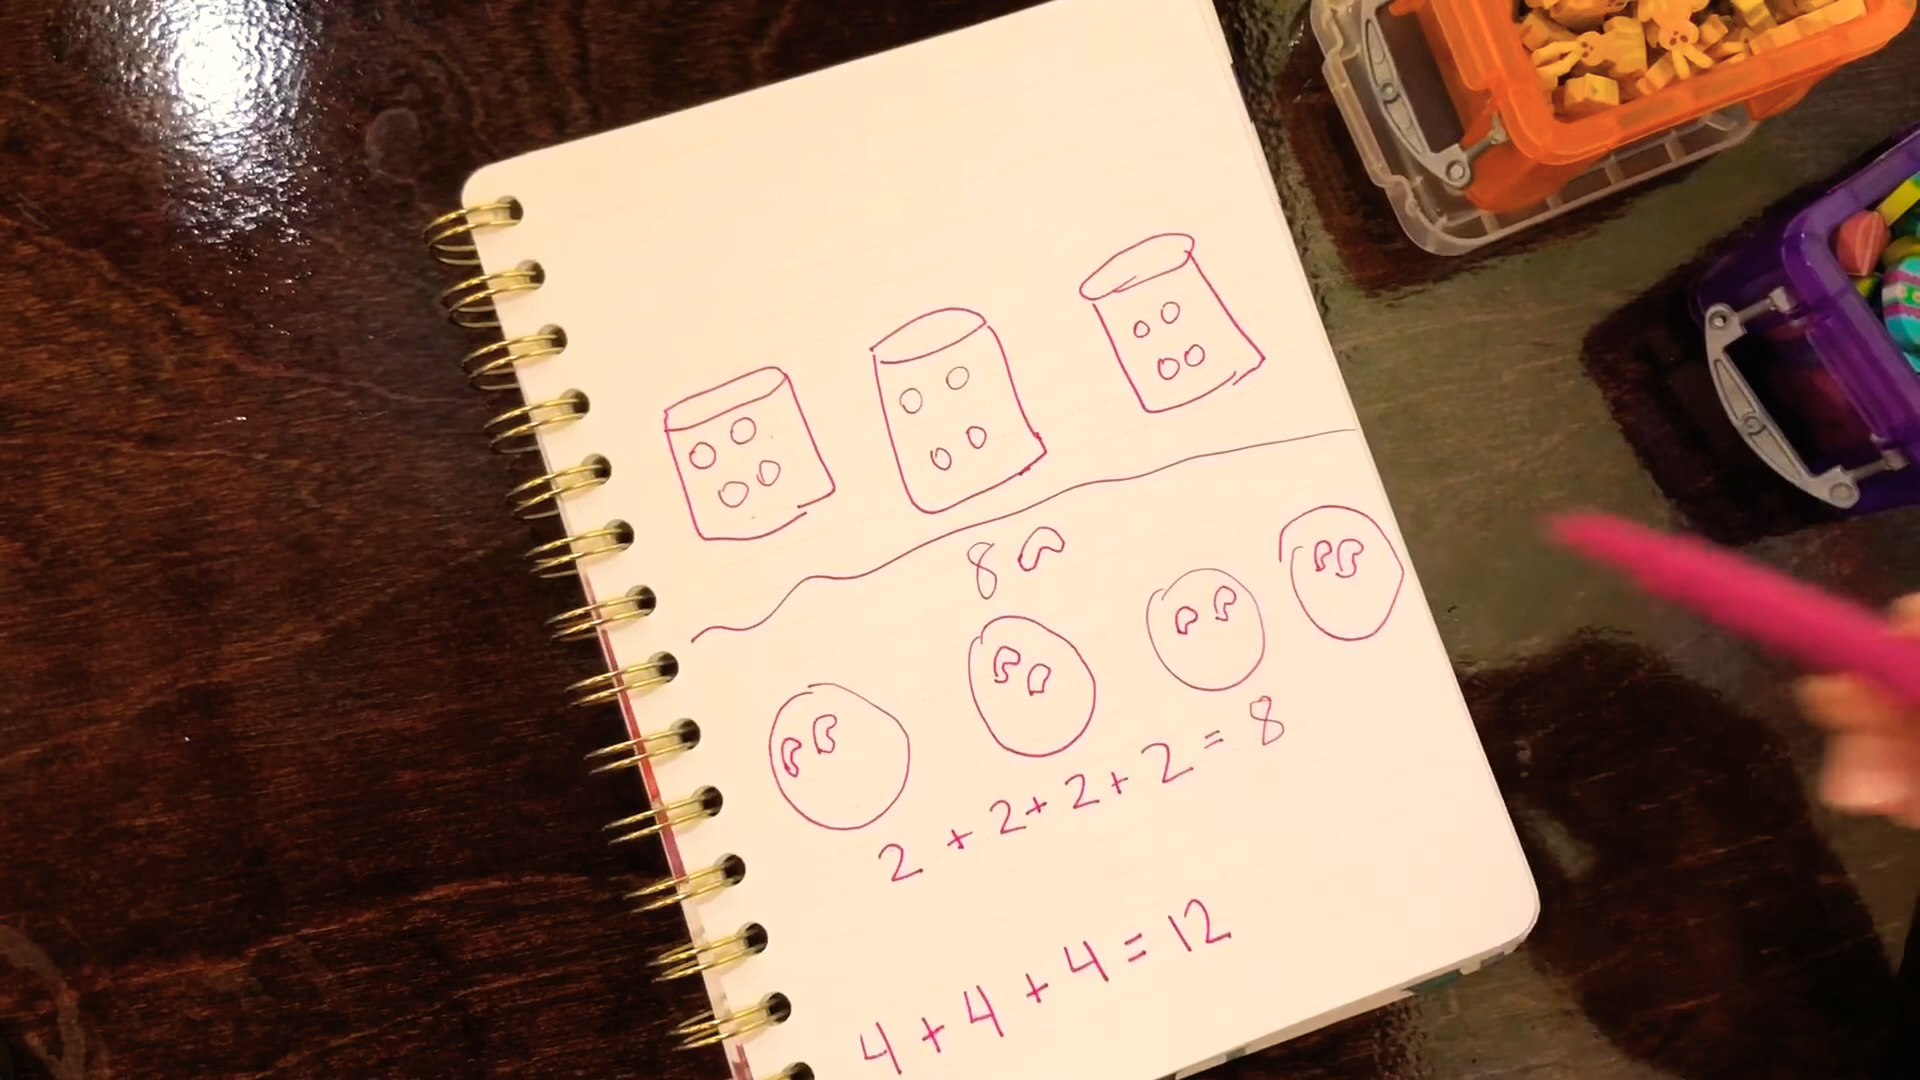 8
2 + 2 + 2 + 2 = 8
4 + 4 + 4 = 12